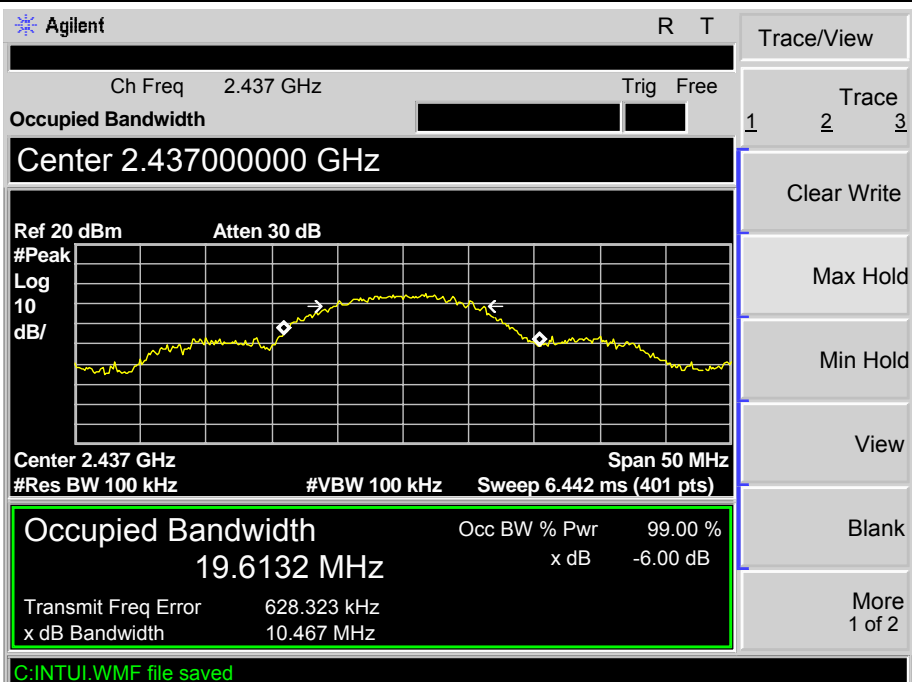 Agilent R T
Ch Freq 2.437 GHz Trig Free
Occupied Bandwidth
Center 2.437000000 GHz
Ref 20 dBm Atten 30 dB
#Peak
Log
10
dB/
Center 2.437 GHz Span 50 MHz
#Res BW 100 kHz #VBW 100 kHz Sweep 6.442 ms (401 pts)
Occupied Bandwidth Occ BW % Pwr 99.00 %
19.6132 MHz x dB -6.00 dB
Transmit Freq Error 628.323 kHz
x dB Bandwidth 10.467 MHz
C:INTUI.WMF file saved
Trace/View
Trace
1 2 3
Clear Write
Max Hold
Min Hold
View
Blank
More
1 of 2